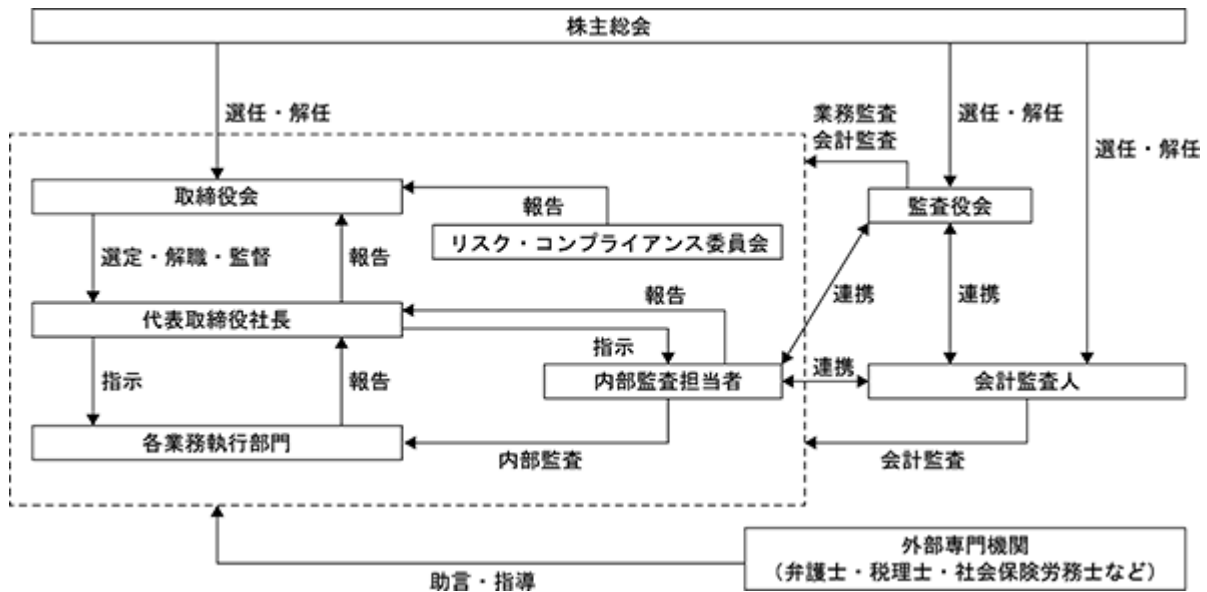 株主総会
選任・解任
業務監査
会計監査
選任・解任
選任・解任
取締役会
報告
監査役会
リスク・コンプライアンス委員会
選定・解職・監督
報告
連携
連携
報告
代表取締役社長
指示
指示
報告
内部監査担当者
連携
会計監査人
各業務執行部門
内部監査
会計監査
外部専門機関
（弁護士・税理士・社会保険労務士など）
助言・指導